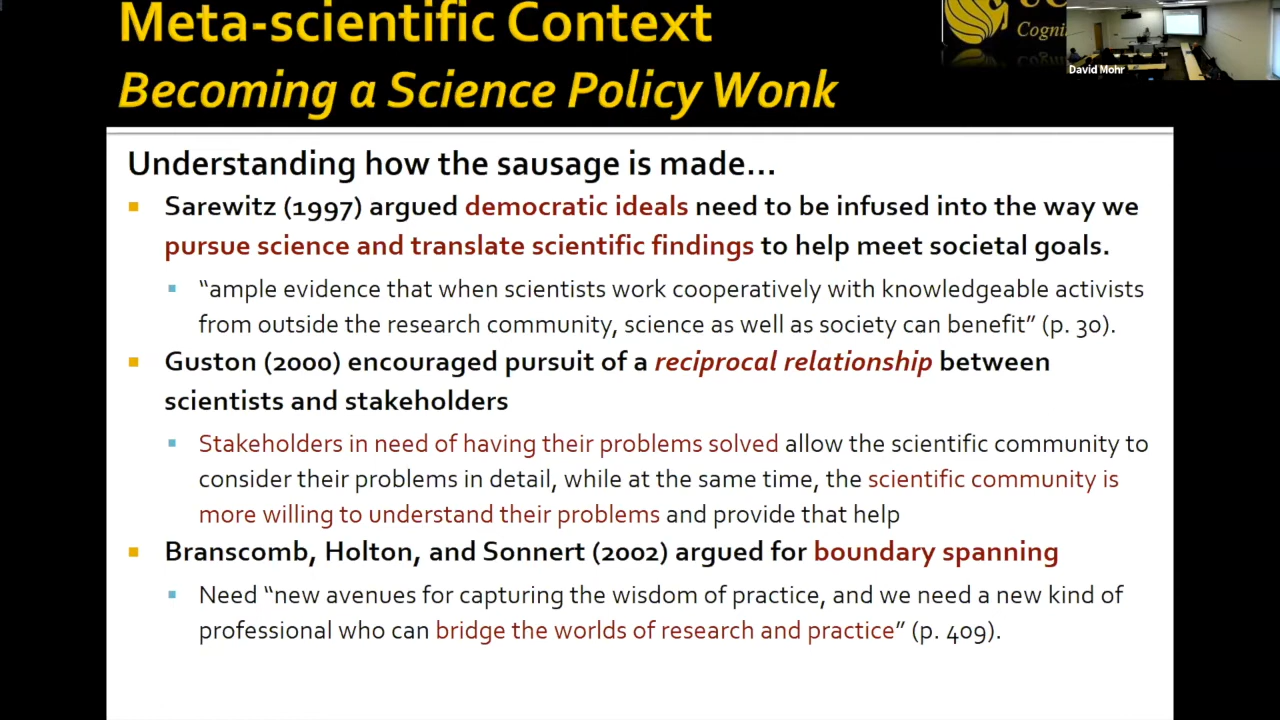 Meta-scientific Context
Becoming a Science Policy Wonk
Cogni
David Mohr
Understanding how the sausage is made...
Sarewitz (1997) argued democratic ideals need to be infused into the way we
pursue science and translate scientific findings to help meet societal goals.
“ample evidence that when scientists work cooperatively with knowledgeable activists
from outside the research community, science as well as society can benefit” (p. 30).
Guston (2000) encouraged pursuit of a reciprocal relationship between
scientists and stakeholders
Stakeholders in need of having their problems solved allow the scientific community to
consider their problems in detail, while at the same time, the scientific community is
more willing to understand their problems and provide that help
Branscomb, Holton, and Sonnert (2002) argued for boundary spanning
Need “new avenues for capturing the wisdom of practice, and we need a new kind of
professional who can bridge the worlds of research and practice” (p. 409).